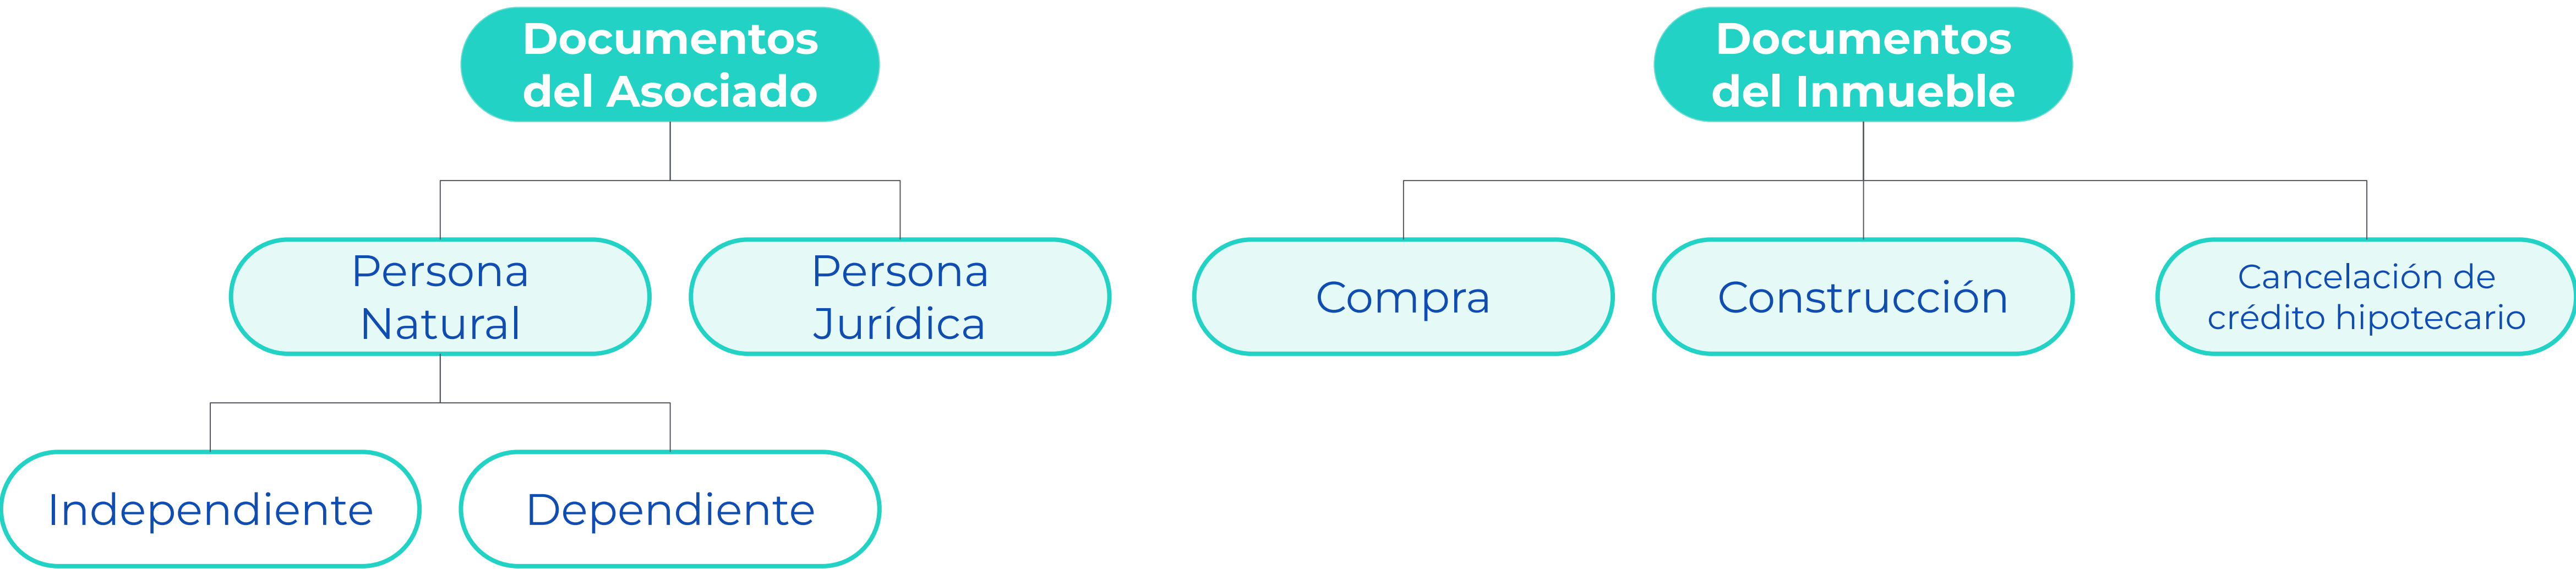 Documentos
del Asociado
Documentos
del Inmueble
Persona
Natural
Persona
Jurídica
Compra
Construcción
Cancelación de
crédito hipotecario
Independiente
Dependiente